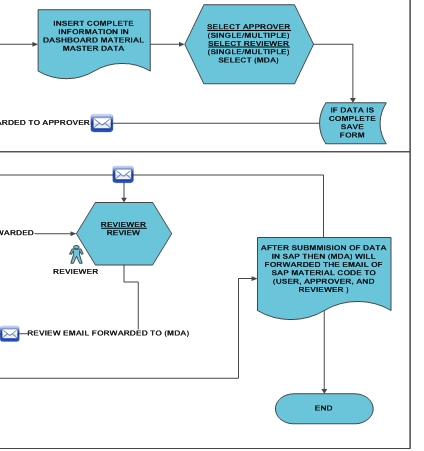 INSERT COMPLETE
INFORMATION IN
DASHBOARD MATERIAL
MASTER DATA
SELECT APPROVER
(SINGLE/MULTIPLE)
SELECT REVIEWER
(SINGLE/MULTIPLE)
SELECT (MDA)
IF DATA IS
COMPLETE
SAVE
FORM
ARDED TO APPROVER
REVIEWER
REVIEW
WARDED
REVIEWER
AFTER SUBMMISION OF DATA
IN SAP THEN (MDA) WILL
FORWARDED THE EMAIL OF
SAP MATERIAL CODE TO
(USER, APPROVER, AND
REVIEWER )
REVIEW EMAIL FORWARDED TO (MDA)
END